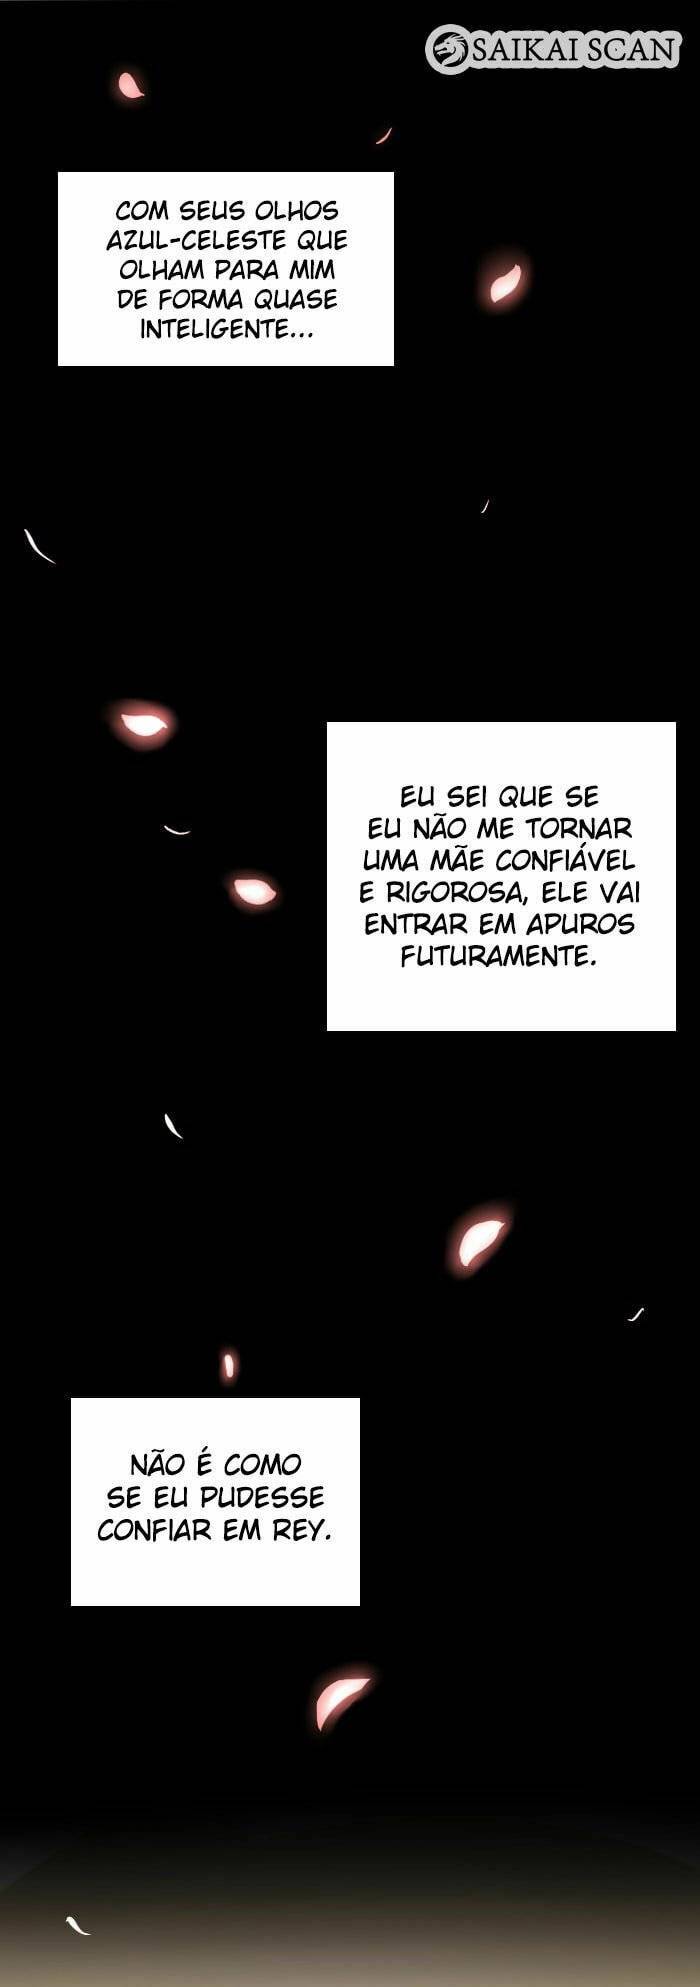 SAIKAI SCAN
COM SEUS OLHOS
AZUL-CELESTE QUE
OLHAM PARA MIM
DE FORMA QUASE
INTELIGENTE...
EU SEI QUE SE
EU NÃO ME TORNAR
UMA MÃE CONFIÁVEL
E RIGOROSA, ELE VAI
ENTRAR EM APUROS
FUTURAMENTE.
NÃO É COMO
SE EU PUDESSE
CONFIAR EM REY.